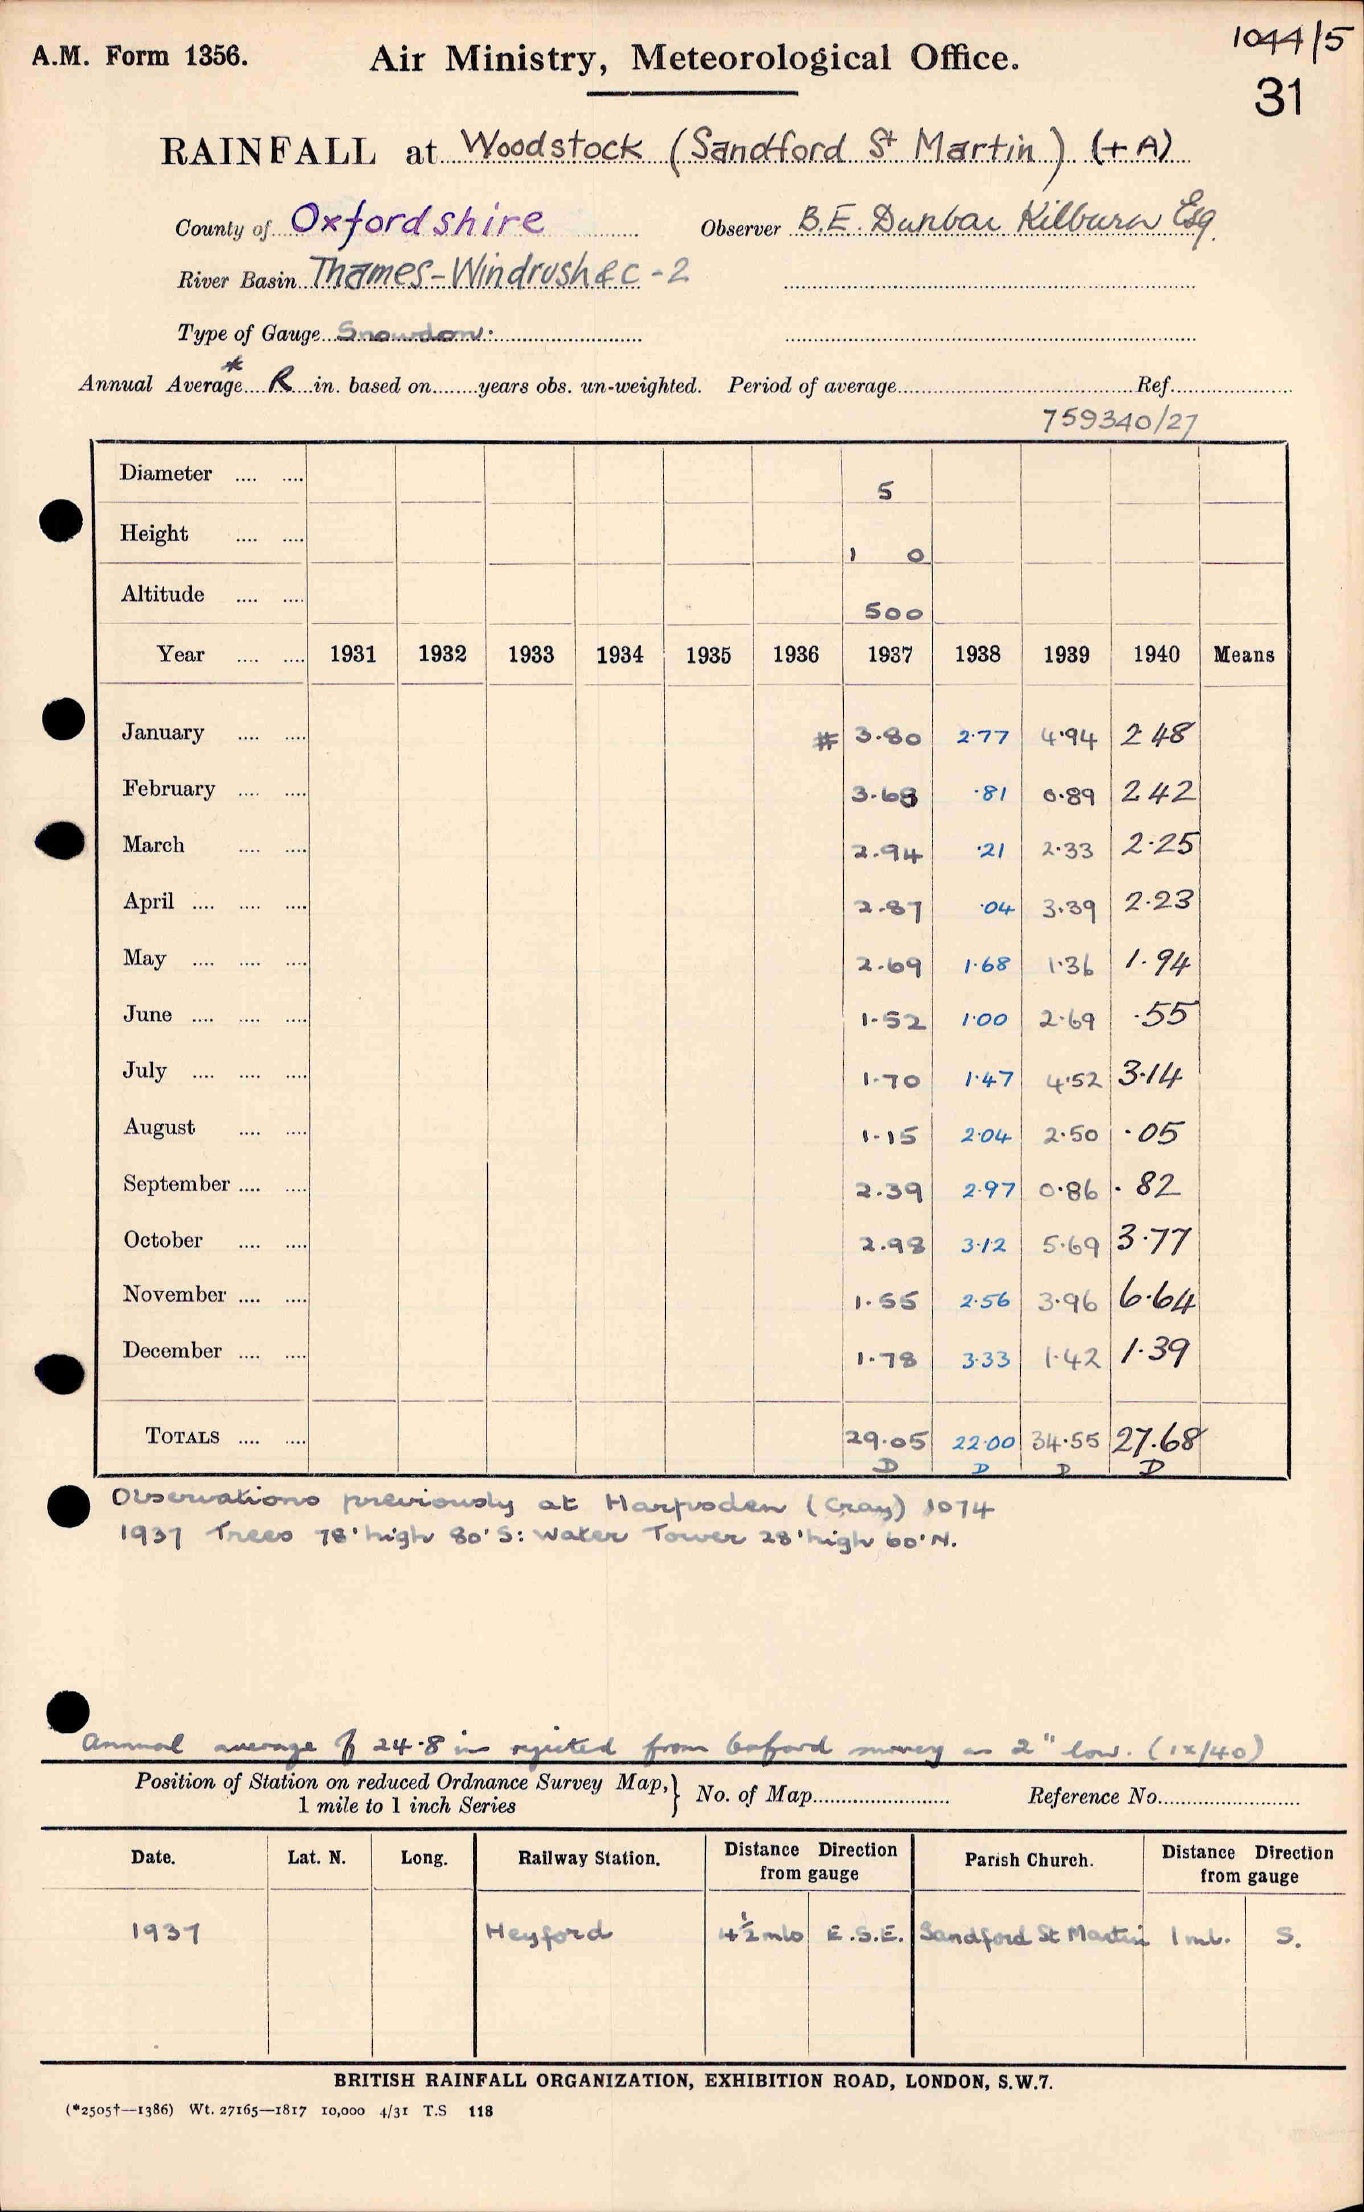 A.M. Form 1356.
Air Ministry, Meteorological Office.
1044/5
31
RAINFALL at Woodstock (Sandford St Martin) (+A)
County of Oxfordshire Observer B.E. Dunbar Kilburn Esq.
River Basin Thames-Windrush &c - 2
Type of Gauge Snowdon.
Annual Average* R in. based on........years obs. un-weighted. Period of average........Ref........
759340/27
Diameter .... .... 5
Height .... .... 1 0
Altitude .... .... 500
Year .... .... 1931 1932 1933 1934 1935 1936 1937 1938 1939 1940 Means
January .... .... # 3.80 2.77 4.94 2 48
February .... .... 3.68 .81 0.89 2 42
March .... .... 2.94 .21 2.33 2.25
April .... .... .... 2.87 .04 3.39 2.23
May .... .... .... 2.69 1.68 1.36 1.94
June .... .... .... 1.52 1.00 2.69 .55
July .... .... .... 1.70 1.47 4.52 3.14
August .... .... 1.15 2.04 2.50 .05
September .... .... 2.39 2.97 0.86 .82
October .... .... 2.98 3.12 5.69 3.77
November .... .... 1.55 2.56 3.96 6.64
December .... .... 1.78 3.33 1.42 1.39
TOTALS .... .... 29.05 22.00 34.55 27.68
D D D D
Observations previously at Harpsden (Cray) 1074
1937 Trees 78' high 80' S: Water Tower 28' high 60' N.
Annual average of 24.8 in rejected from Oxford survey as 2" low. (ix/40)
Position of Station on reduced Ordnance Survey Map,} No. of Map........ Reference No........
1 mile to 1 inch Series
Date. Lat. N. Long. Railway Station. Distance Direction from gauge Parish Church. Distance Direction from gauge
1937 Heyford 4½ mls E.S.E. Sandford St Martin 1 ml. S.
BRITISH RAINFALL ORGANIZATION, EXHIBITION ROAD, LONDON, S.W.7.
(*2505†—1386) Wt. 27165—1817 10,000 4/31 T.S 118